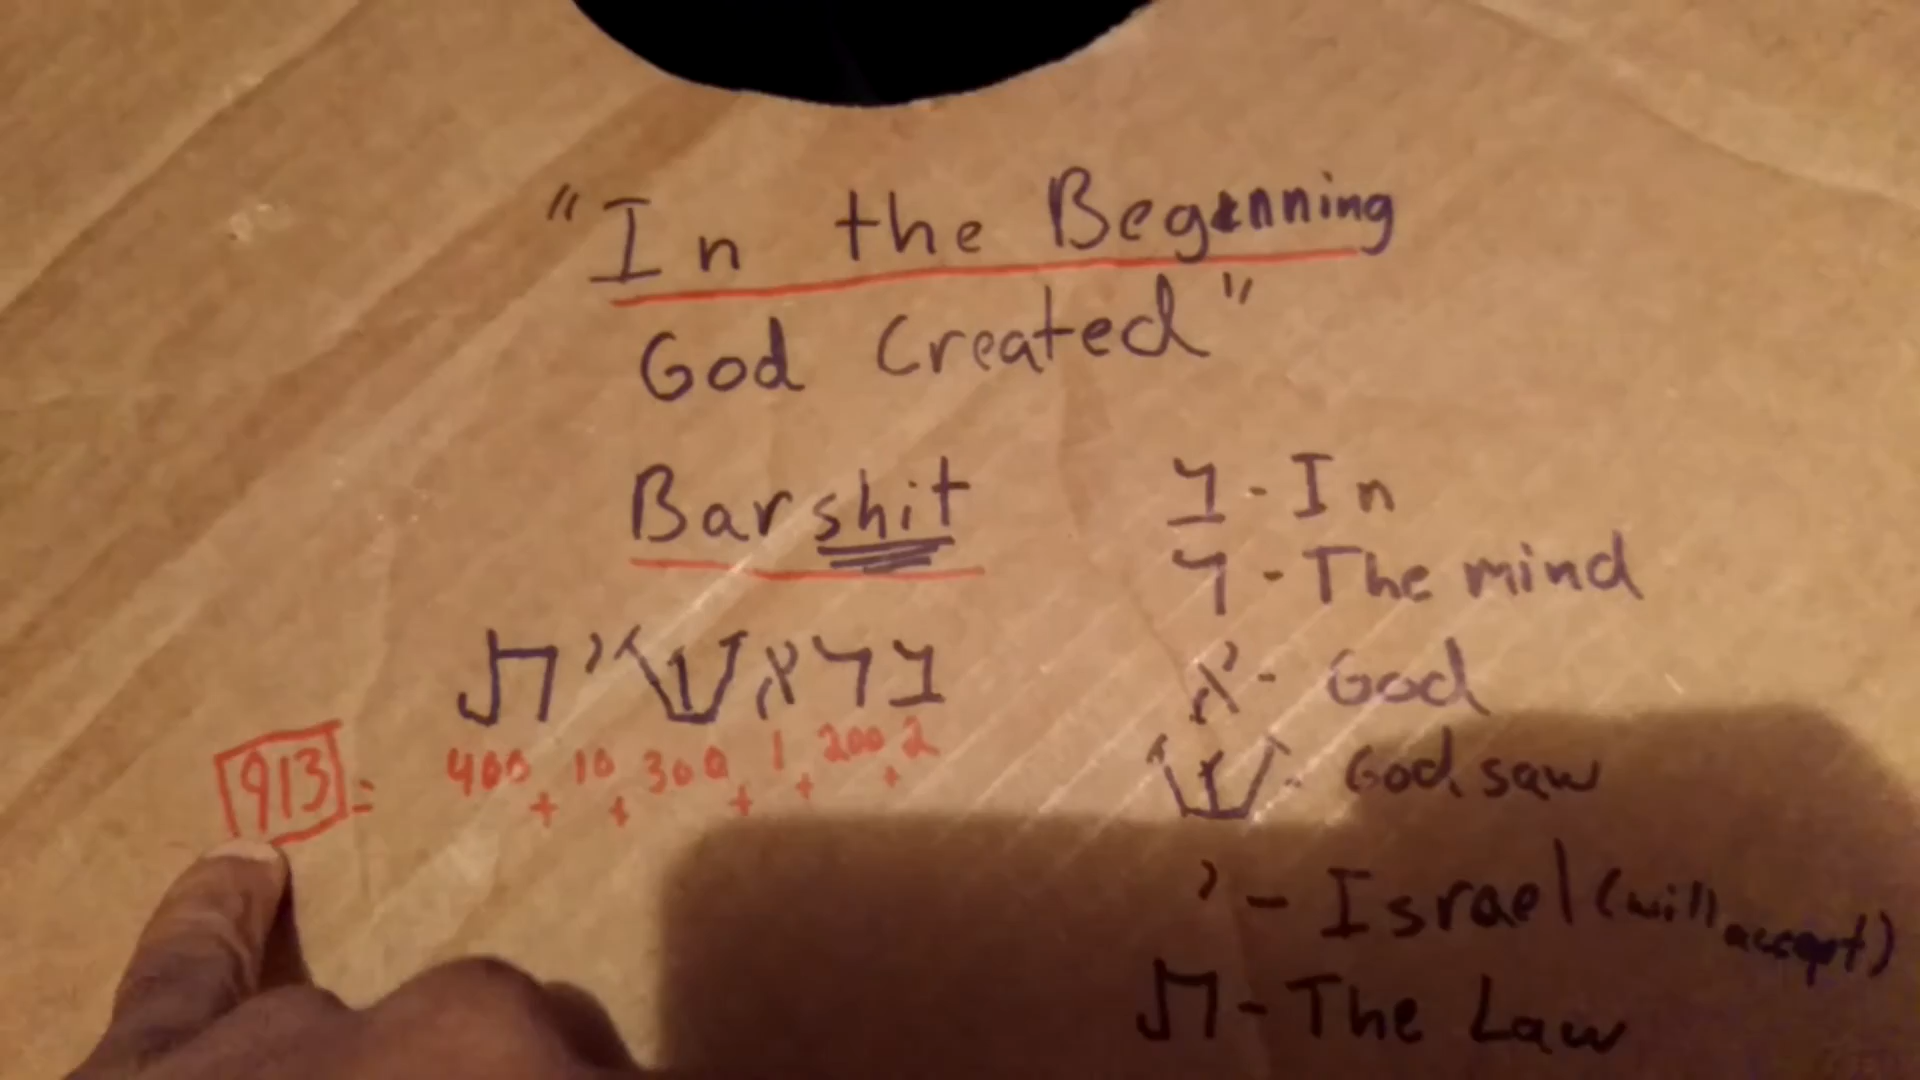 "In the Beginning
God Created"
Barshit
בראשית
913 = 400 + 10 + 300 + 1 + 200 + 2
ב - In
ר - The mind
א - God
ש - God saw
י - Israel (will accept)
ת - The Law